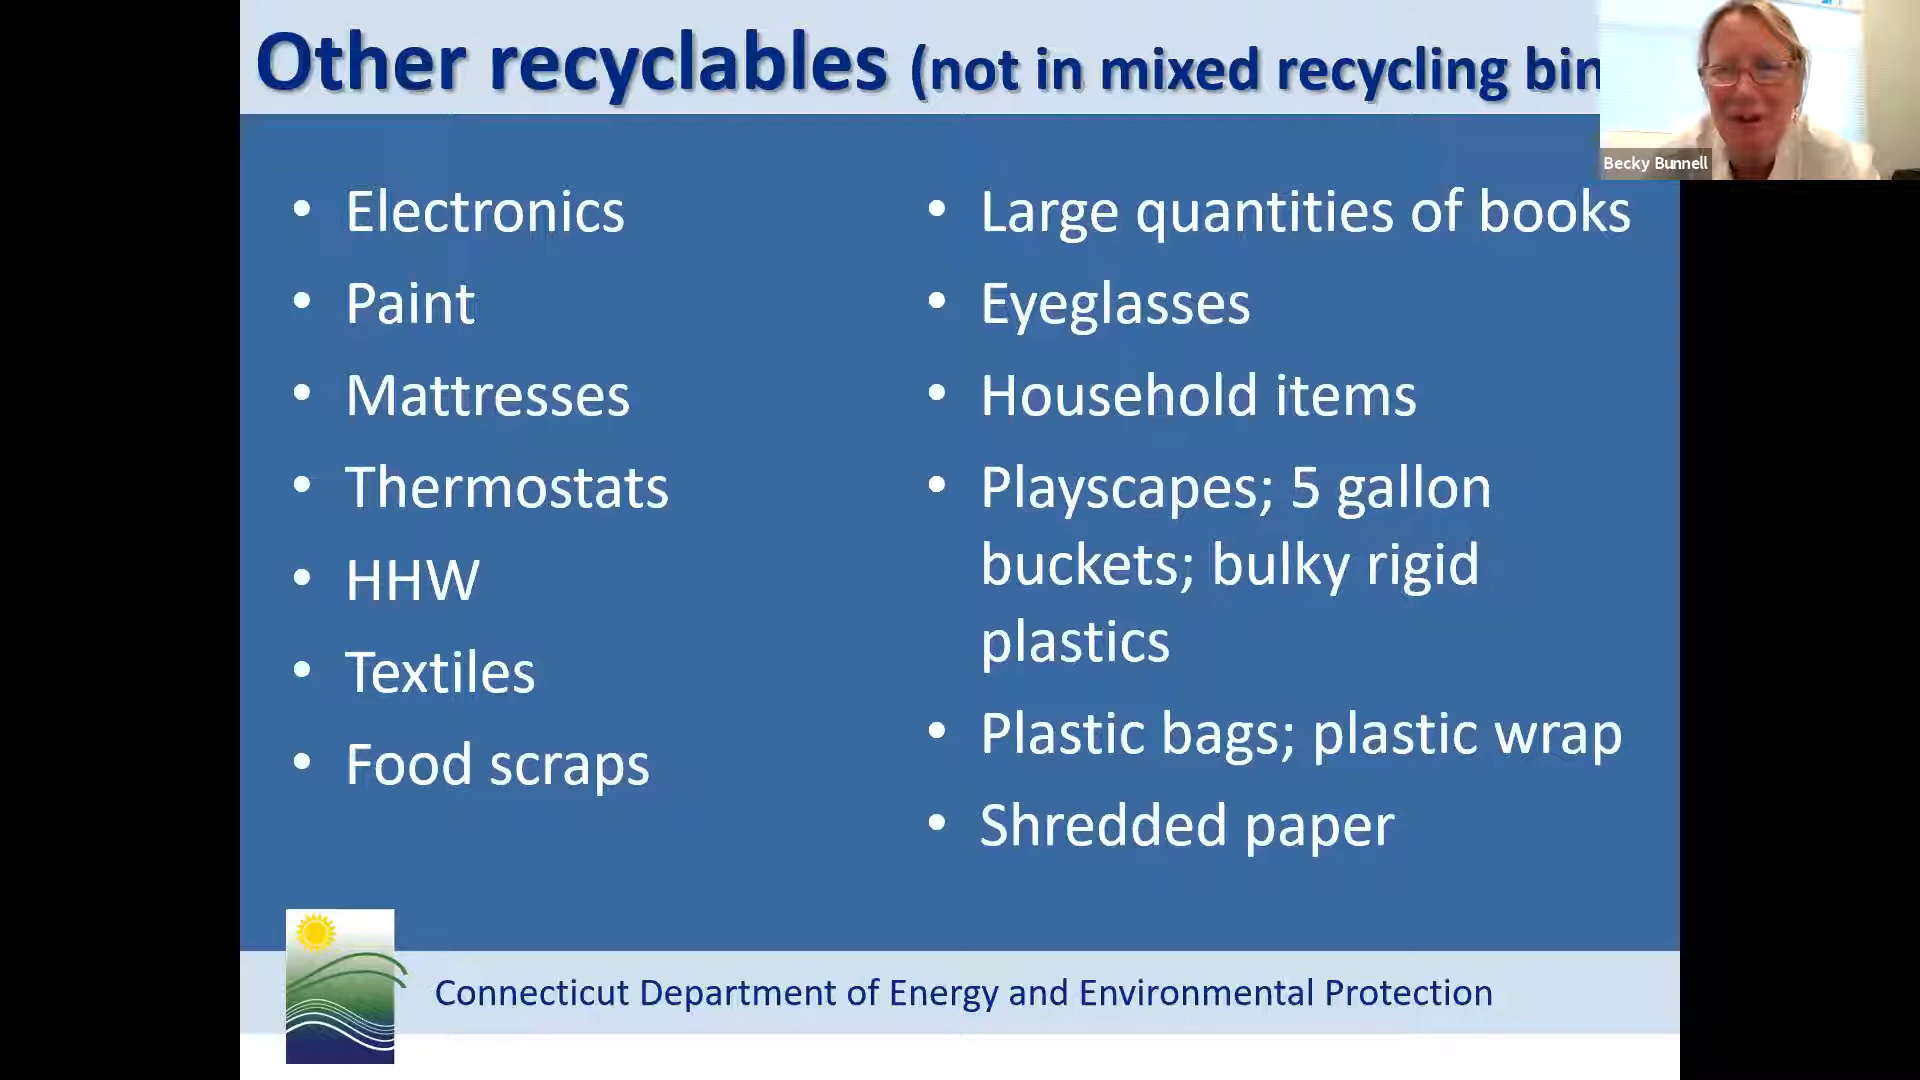 Other recyclables (not in mixed recycling bin
Becky Bunnell
• Electronics
• Paint
• Mattresses
• Thermostats
• HHW
• Textiles
• Food scraps
• Large quantities of books
• Eyeglasses
• Household items
• Playscapes; 5 gallon
buckets; bulky rigid
plastics
• Plastic bags; plastic wrap
• Shredded paper
Connecticut Department of Energy and Environmental Protection